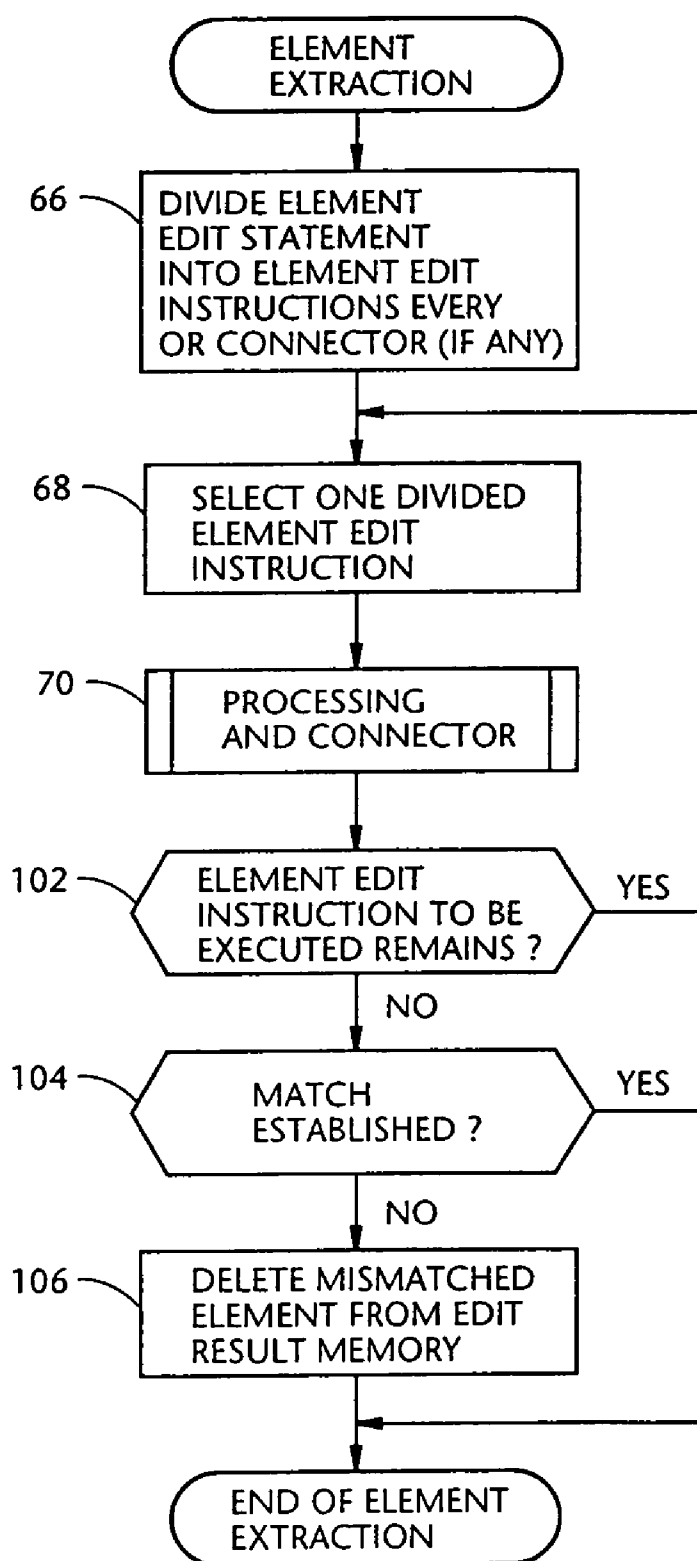 ELEMENT
EXTRACTION
66
DIVIDE ELEMENT
EDIT STATEMENT
INTO ELEMENT EDIT
INSTRUCTIONS EVERY
OR CONNECTOR (IF ANY)
68
SELECT ONE DIVIDED
ELEMENT EDIT
INSTRUCTION
70
PROCESSING
AND CONNECTOR
102
ELEMENT EDIT
INSTRUCTION TO BE
EXECUTED REMAINS ?
YES
NO
104
MATCH
ESTABLISHED ?
YES
NO
106
DELETE MISMATCHED
ELEMENT FROM EDIT
RESULT MEMORY
END OF ELEMENT
EXTRACTION